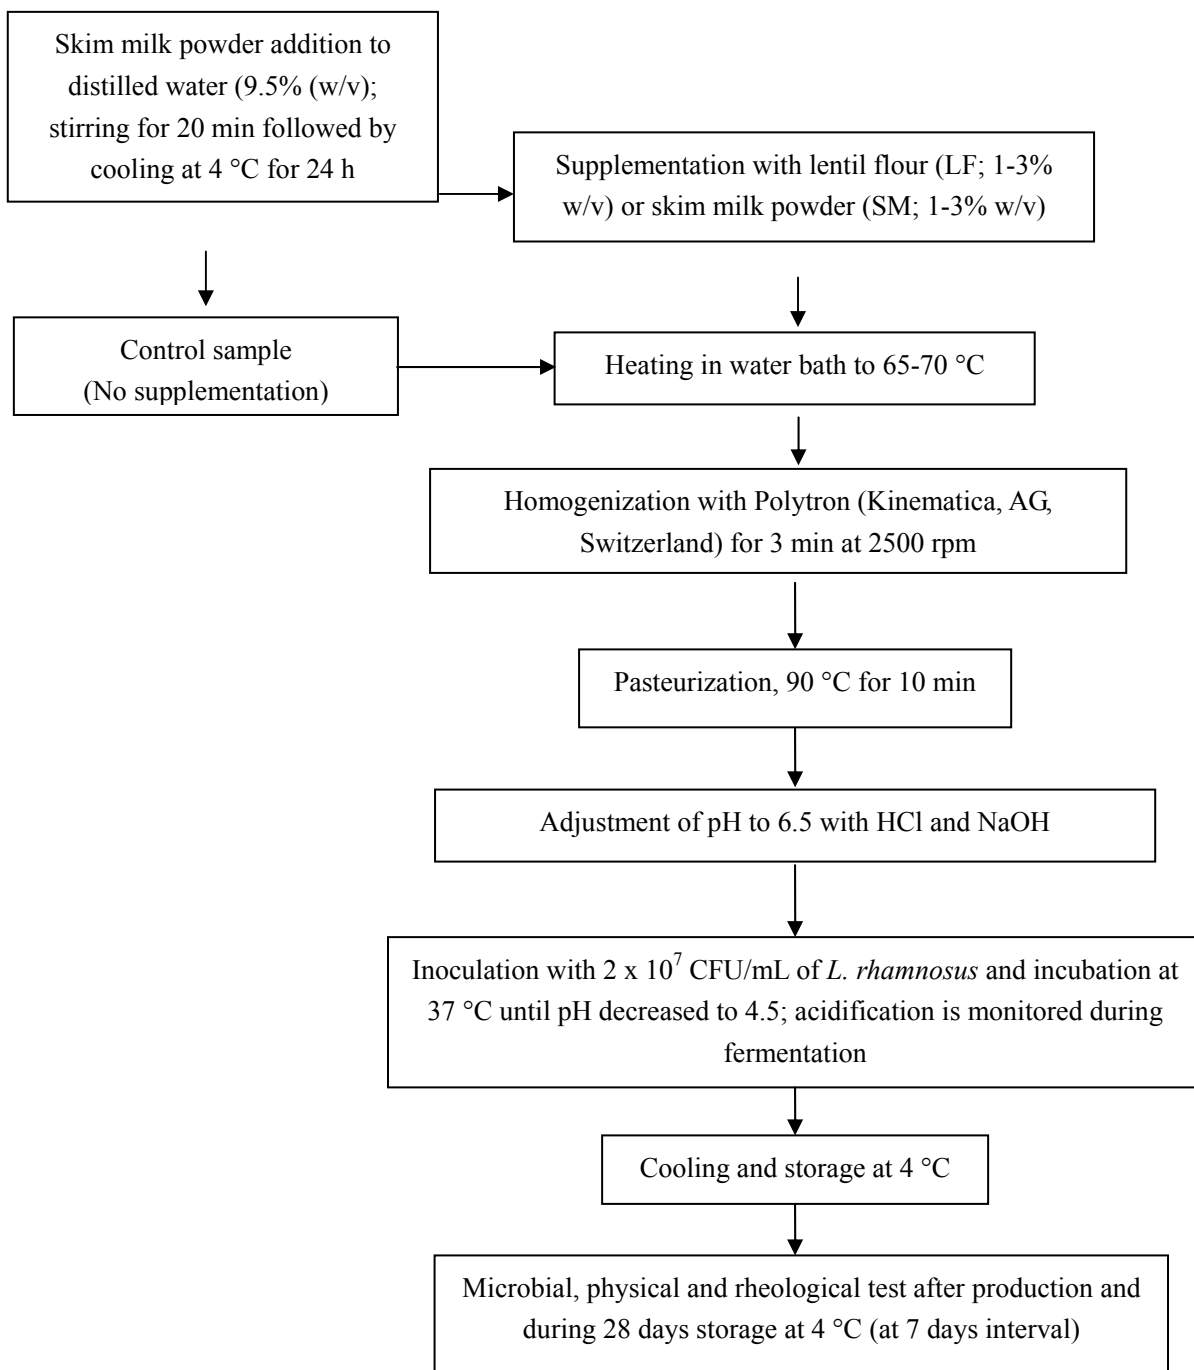 Skim milk powder addition to
distilled water (9.5% (w/v);
stirring for 20 min followed by
cooling at 4 °C for 24 h
Supplementation with lentil flour (LF; 1-3%
w/v) or skim milk powder (SM; 1-3% w/v)
Control sample
(No supplementation)
Heating in water bath to 65-70 °C
Homogenization with Polytron (Kinematica, AG,
Switzerland) for 3 min at 2500 rpm
Pasteurization, 90 °C for 10 min
Adjustment of pH to 6.5 with HCl and NaOH
Inoculation with 2 x 10⁷ CFU/mL of L. rhamnosus and incubation at
37 °C until pH decreased to 4.5; acidification is monitored during
fermentation
Cooling and storage at 4 °C
Microbial, physical and rheological test after production and
during 28 days storage at 4 °C (at 7 days interval)